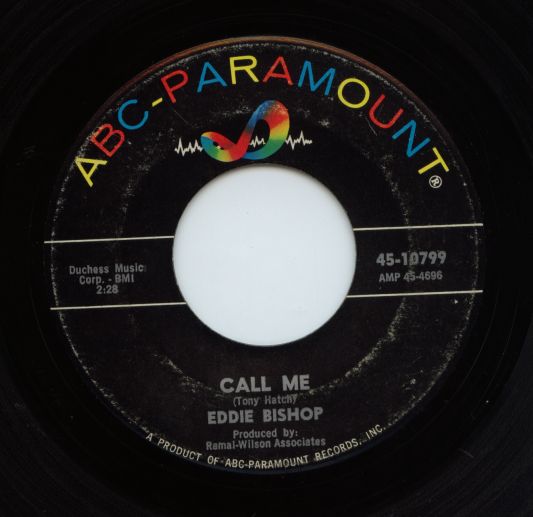 ABC-PARAMOUNT®
Duchess Music
Corp. - BMI
2:28
45-10799
AMP 45-4696
CALL ME
(Tony Hatch)
EDDIE BISHOP
Produced by:
Remal-Wilson Associates
A PRODUCT OF ABC-PARAMOUNT RECORDS, INC.